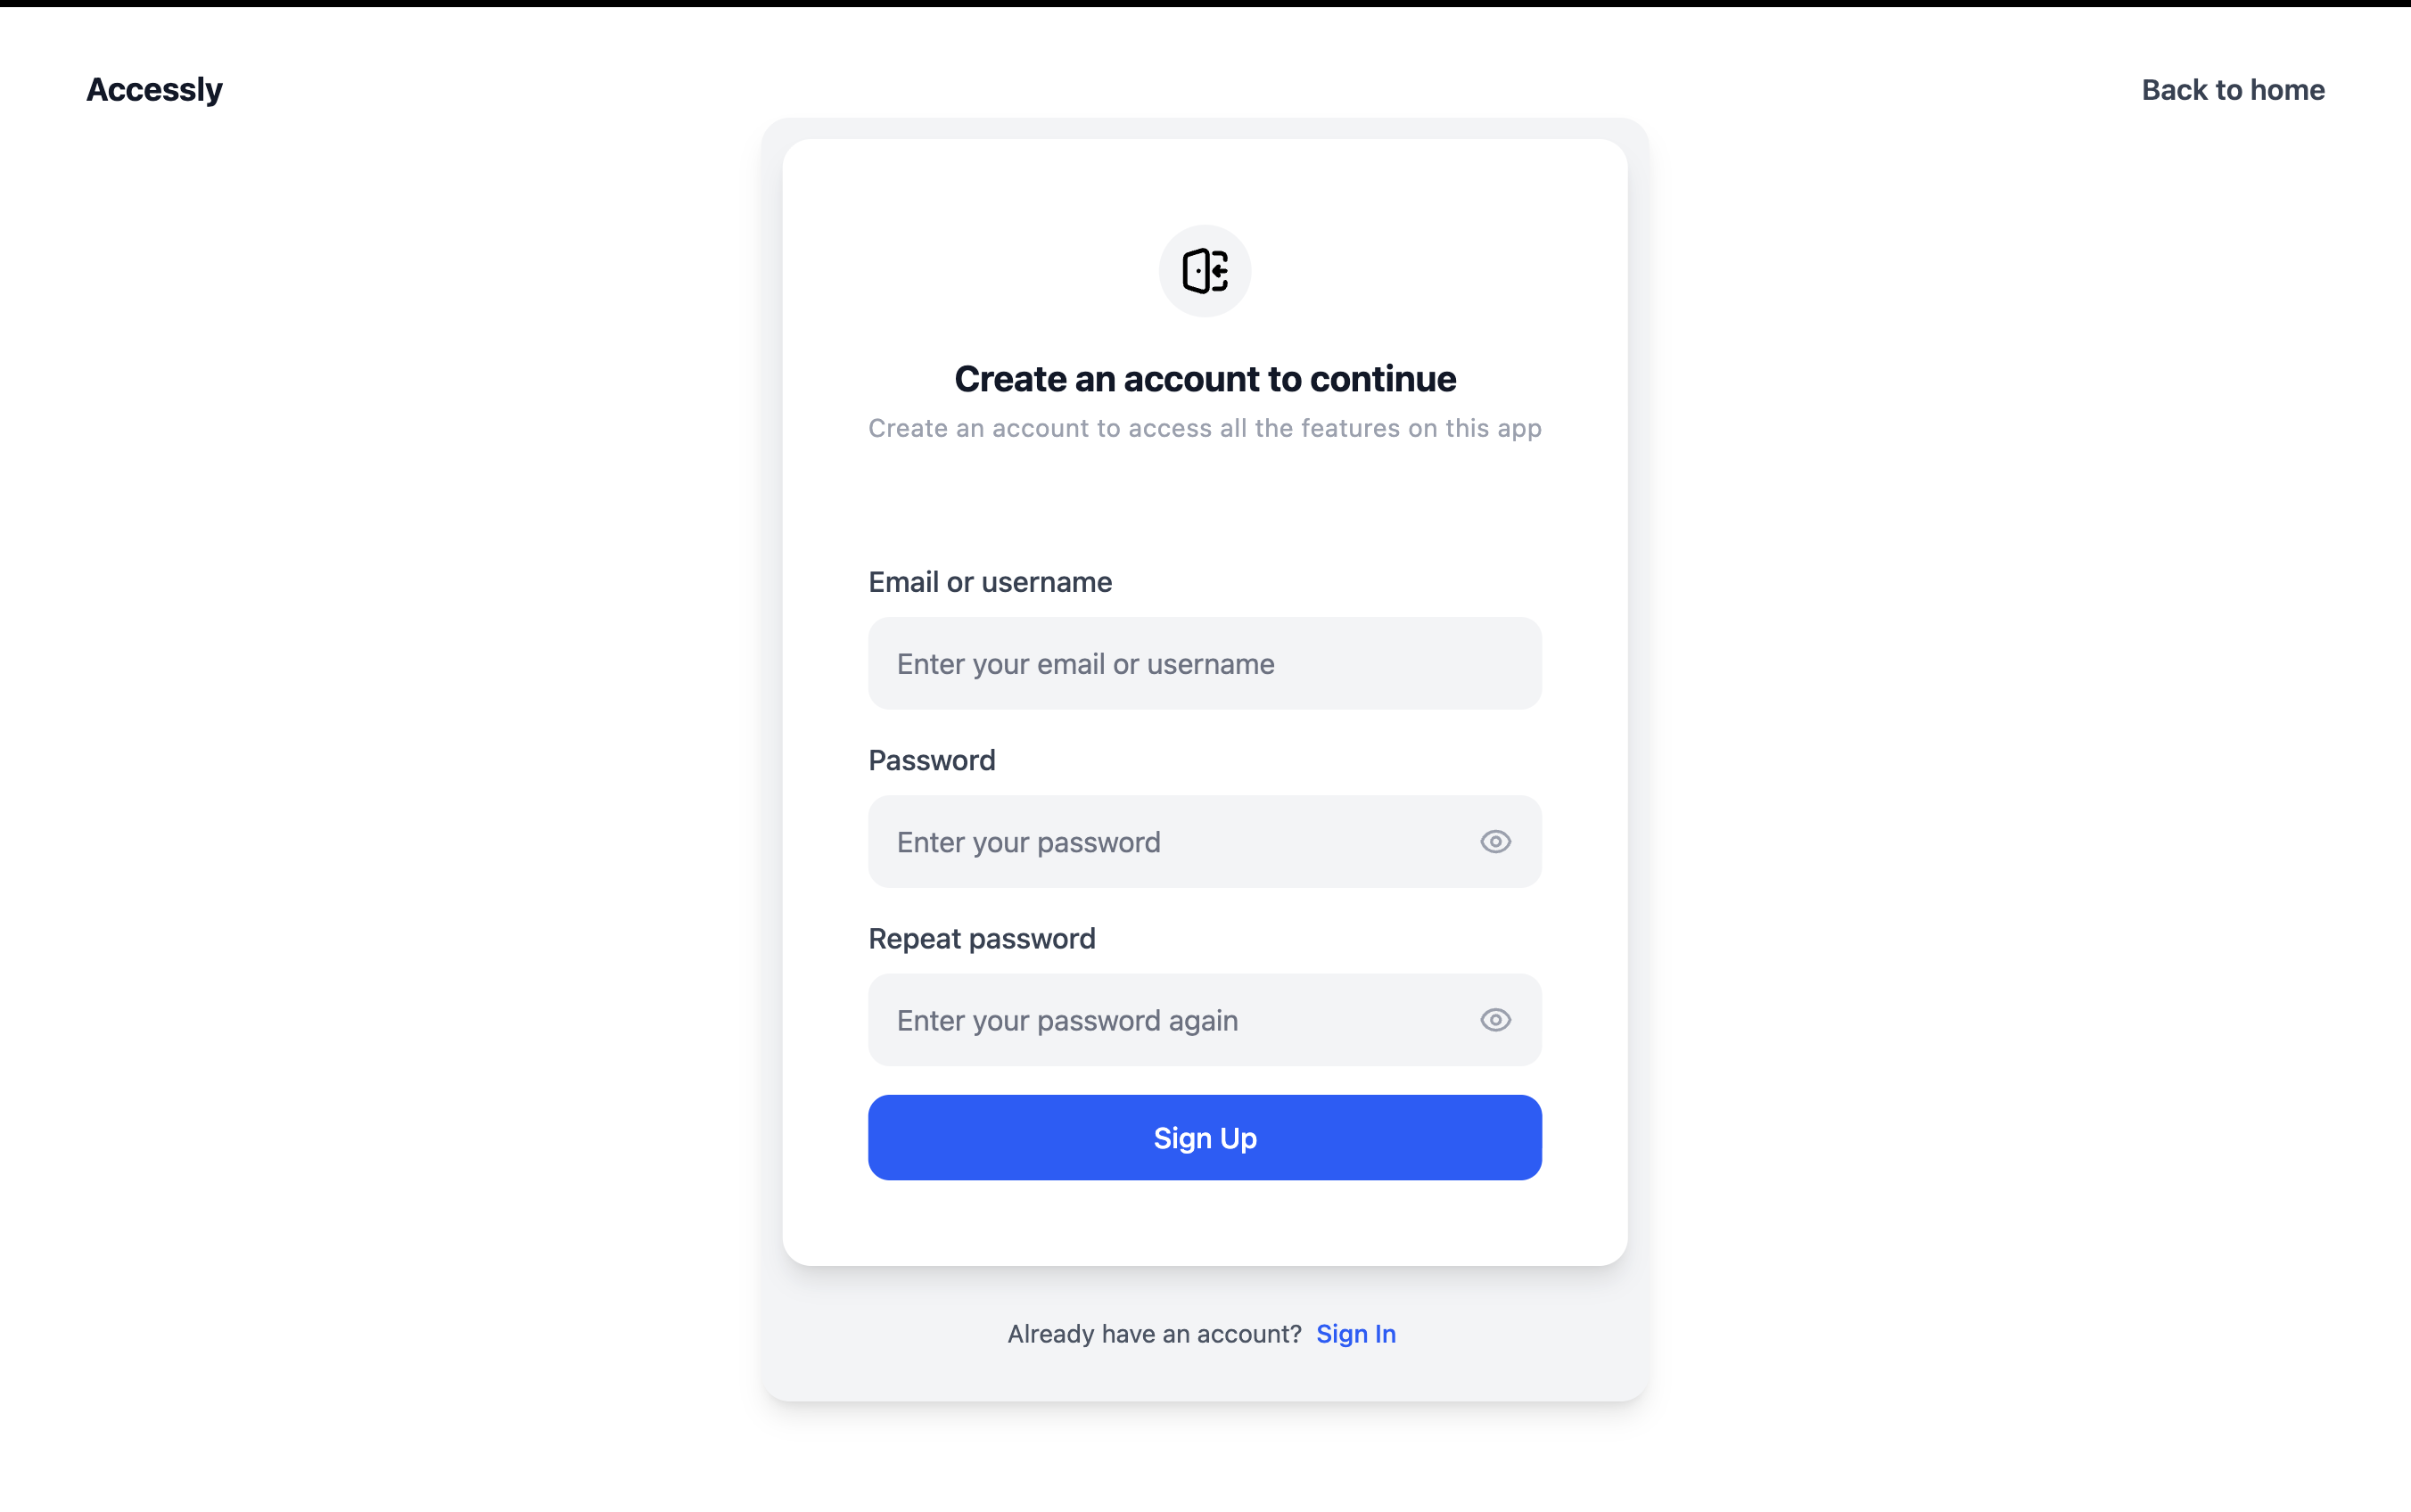 Accessly
Back to home
Create an account to continue
Create an account to access all the features on this app
Email or username
Enter your email or username
Password
Enter your password
Repeat password
Enter your password again
Sign Up
Already have an account? Sign In